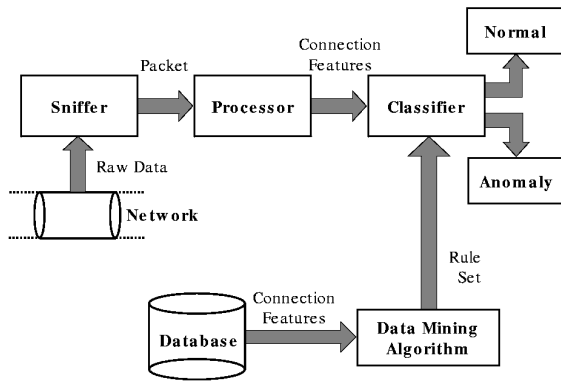 Normal
Connection
Features
Packet
Sniffer
Processor
Classifier
Raw Data
Anomaly
Network
Rule
Set
Connection
Features
Database
Data Mining
Algorithm